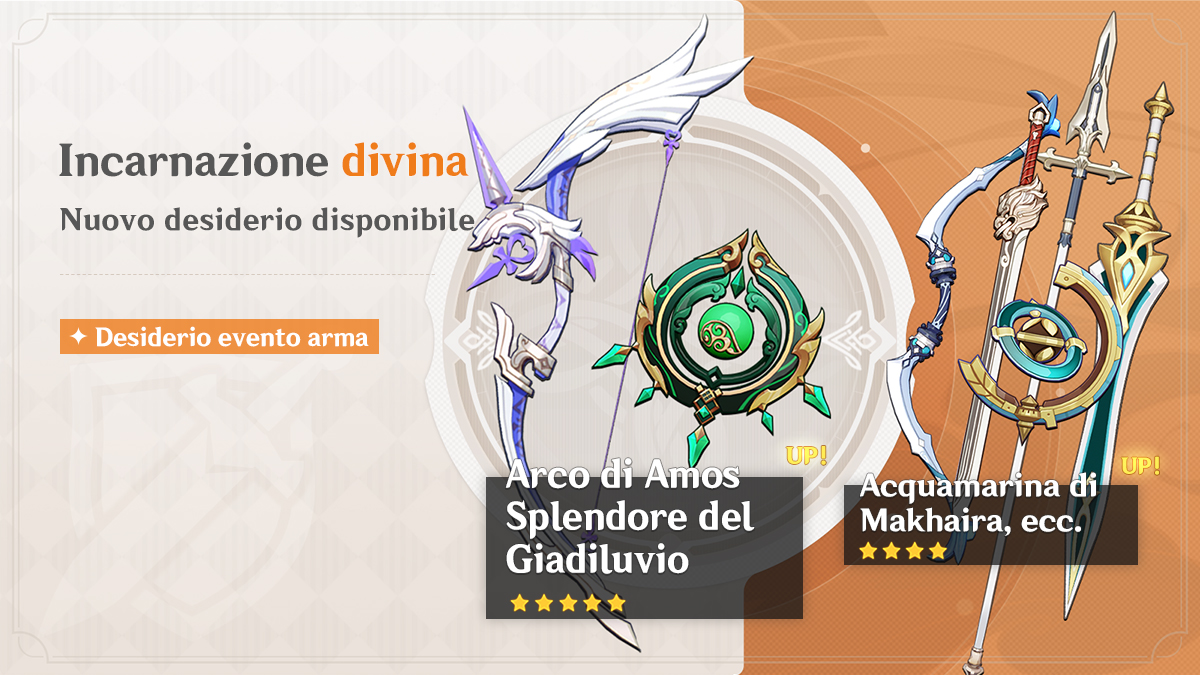 Incarnazione divina
Nuovo desiderio disponibile
✦ Desiderio evento arma
UP!
Arco di Amos
Splendore del
Giadiluvio
UP!
Acquamarina di
Makhaira, ecc.